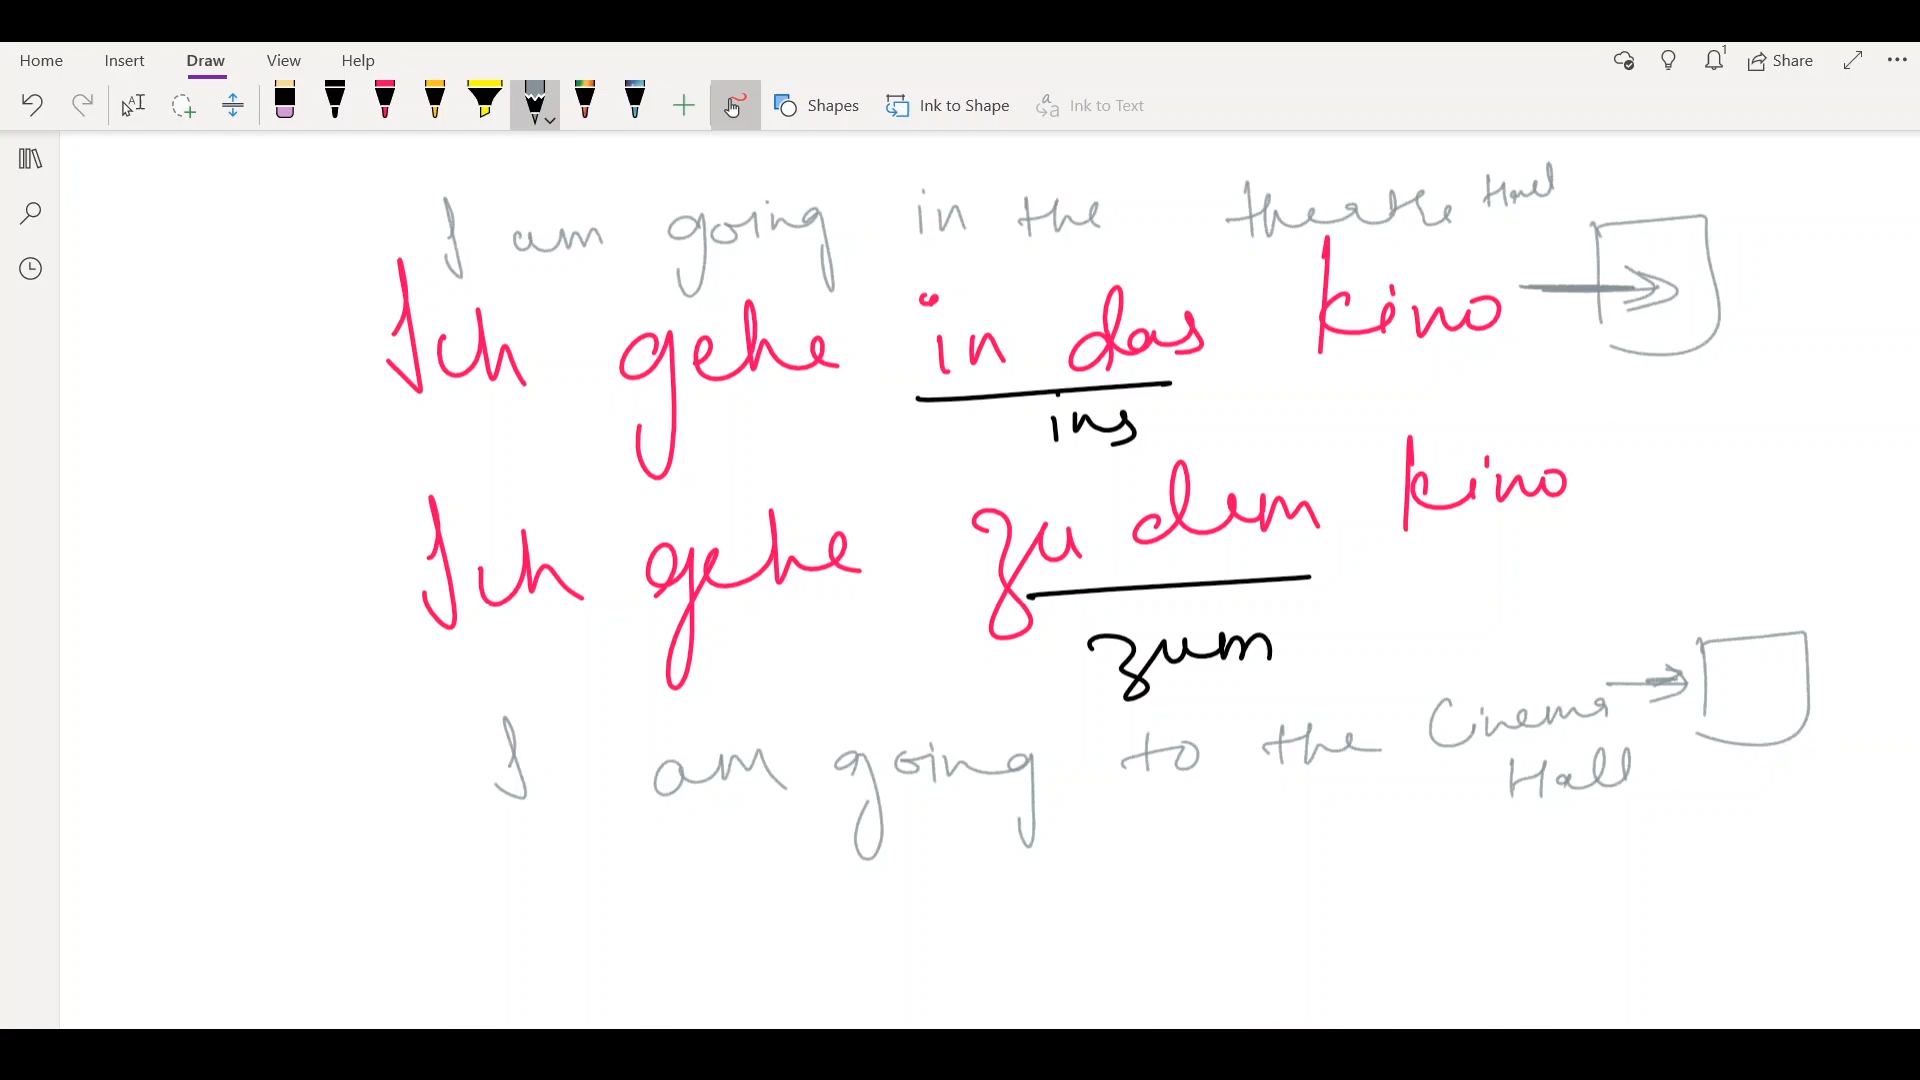 Home Insert Draw View Help
1 Share
Shapes Ink to Shape Ink to Text
I am going in the theatre Hall
Ich gehe in das kino
ins
Ich gehe zu dem kino
zum
I am going to the Cinema
Hall